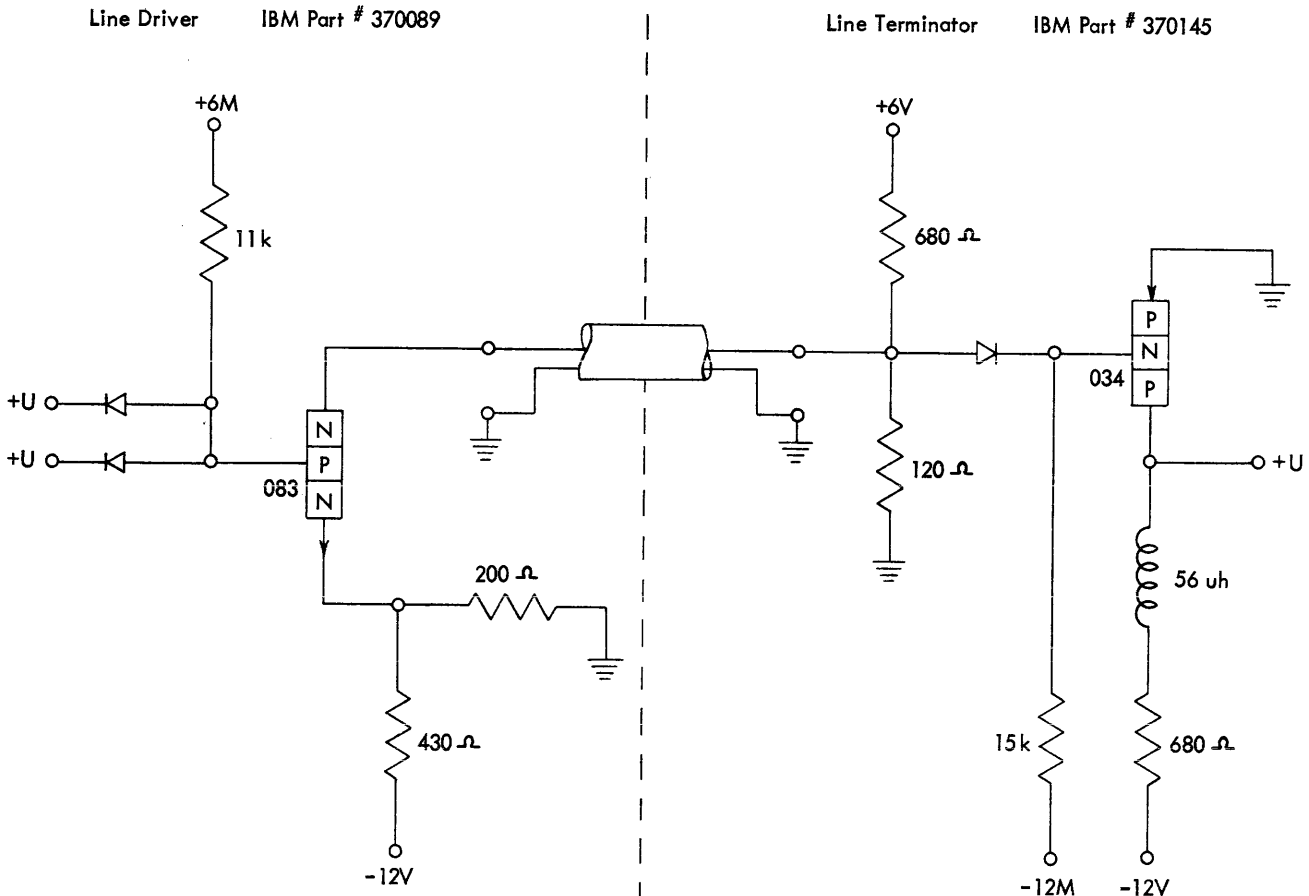 Line Driver IBM Part # 370089
Line Terminator IBM Part # 370145
+6M
+6V
11k
680 Ω
P
N
P
034
+U
+U
N
P
N
083
120 Ω
+U
200 Ω
56 uh
430 Ω
15k
680 Ω
-12V
-12M
-12V